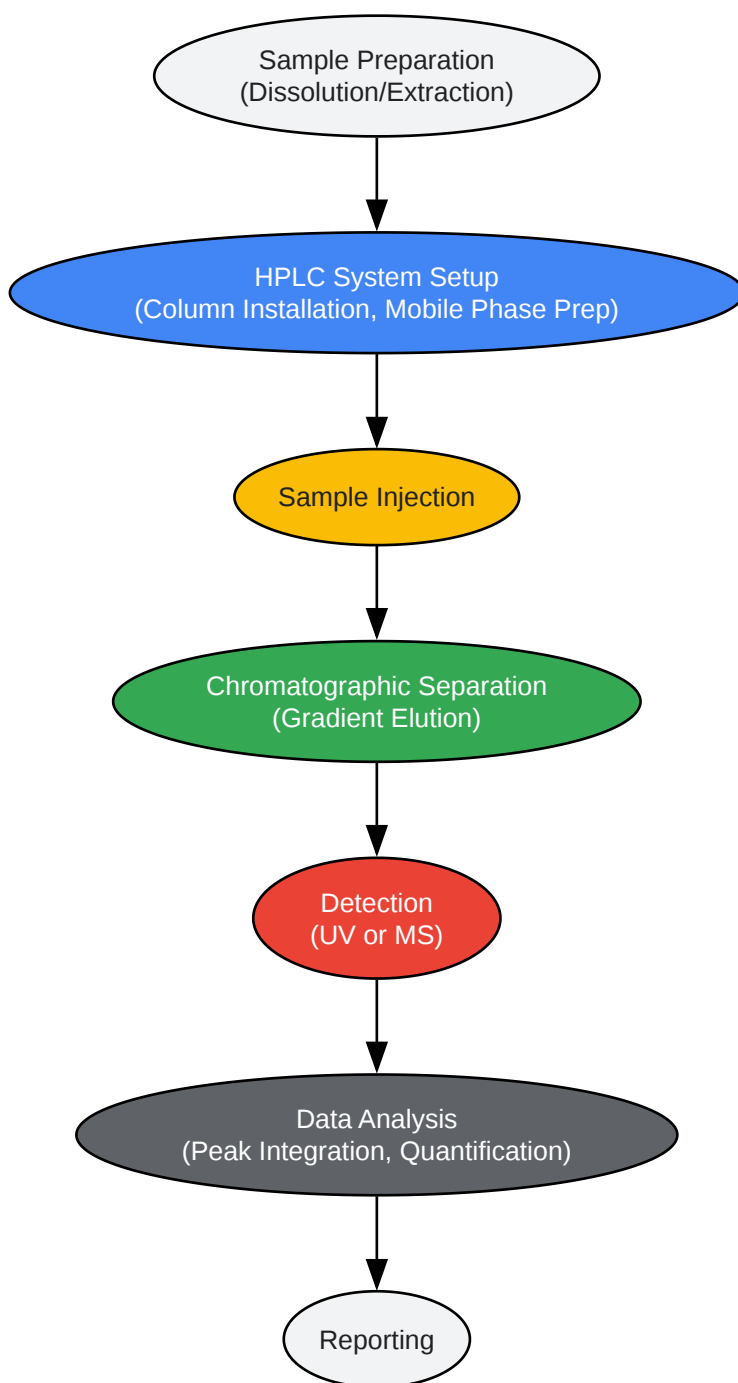 Sample Preparation
(Dissolution/Extraction)
HPLC System Setup
(Column Installation, Mobile Phase Prep)
Sample Injection
Chromatographic Separation
(Gradient Elution)
Detection
(UV or MS)
Data Analysis
(Peak Integration, Quantification)
Reporting